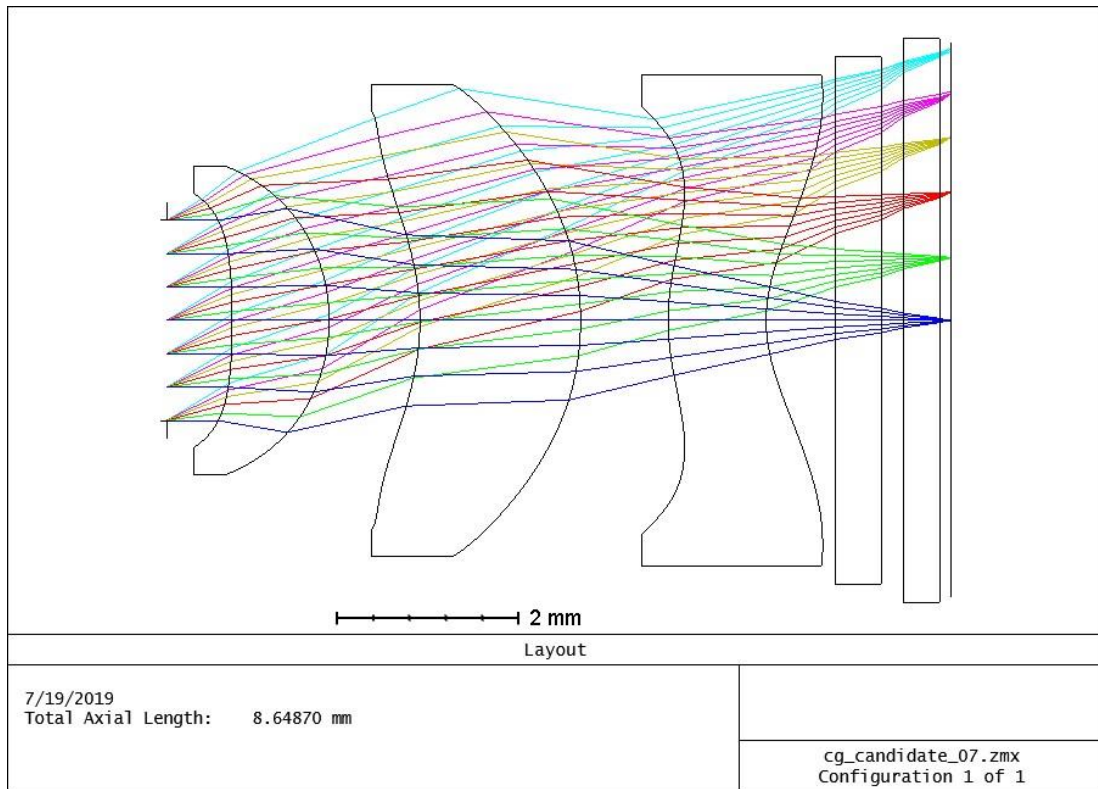 2 mm
Layout
7/19/2019
Total Axial Length:    8.64870 mm
cg_candidate_07.zmx
Configuration 1 of 1